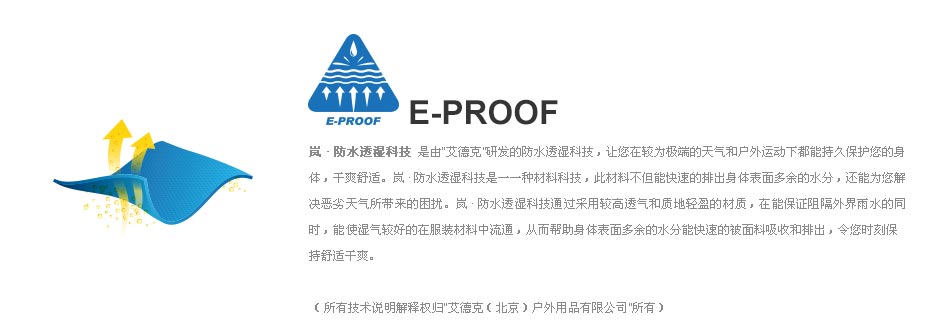 E-PROOF
E-PROOF
岚·防水透湿科技 是由"艾德克"研发的防水透湿科技，让您在较为极端的天气和户外运动下都能持久保护您的身
体，干爽舒适。岚·防水透湿科技是一一种材料科技，此材料不但能快速的排出身体表面多余的水分，还能为您解
决恶劣天气所带来的困扰。岚·防水透湿科技通过采用较高透气和质地轻盈的材质，在能保证阻隔外界雨水的同
时，能使湿气较好的在服装材料中流通，从而帮助身体表面多余的水分能快速的被面料吸收和排出，令您时刻保
持舒适干爽。
（所有技术说明解释权归"艾德克（北京）户外用品有限公司"所有）